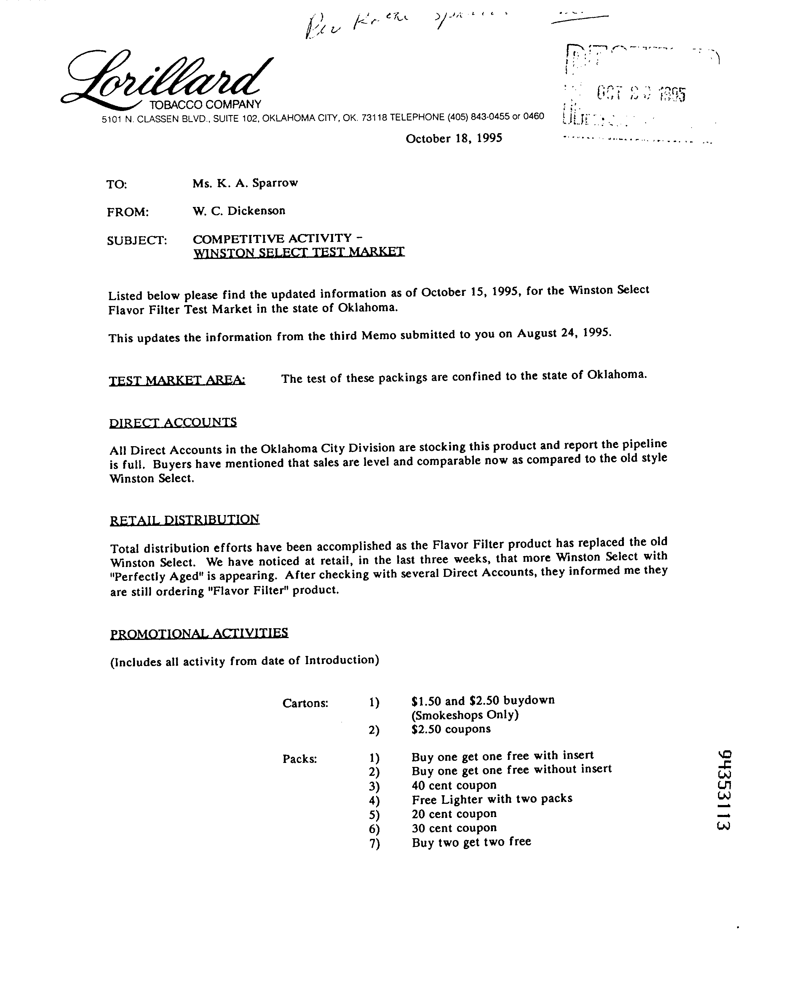 Lorillard
TOBACCO COMPANY
5101 N. CLASSEN BLVD., SUITE 102, OKLAHOMA CITY, OK. 73118 TELEPHONE (405) 843-0455 or 0460
OCT 1995
October 18, 1995
TO: Ms. K. A. Sparrow
FROM: W. C. Dickenson
SUBJECT: COMPETITIVE ACTIVITY –
WINSTON SELECT TEST MARKET
Listed below please find the updated information as of October 15, 1995, for the Winston Select
Flavor Filter Test Market in the state of Oklahoma.
This updates the information from the third Memo submitted to you on August 24, 1995.
TEST MARKET AREA: The test of these packings are confined to the state of Oklahoma.
DIRECT ACCOUNTS
All Direct Accounts in the Oklahoma City Division are stocking this product and report the pipeline
is full. Buyers have mentioned that sales are level and comparable now as compared to the old style
Winston Select.
RETAIL DISTRIBUTION
Total distribution efforts have been accomplished as the Flavor Filter product has replaced the old
Winston Select. We have noticed at retail, in the last three weeks, that more Winston Select with
"Perfectly Aged" is appearing. After checking with several Direct Accounts, they informed me they
are still ordering "Flavor Filter" product.
PROMOTIONAL ACTIVITIES
(Includes all activity from date of Introduction)
Cartons: 1) $1.50 and $2.50 buydown
(Smokeshops Only)
2) $2.50 coupons
Packs: 1) Buy one get one free with insert
2) Buy one get one free without insert
3) 40 cent coupon
4) Free Lighter with two packs
5) 20 cent coupon
6) 30 cent coupon
7) Buy two get two free
94353113